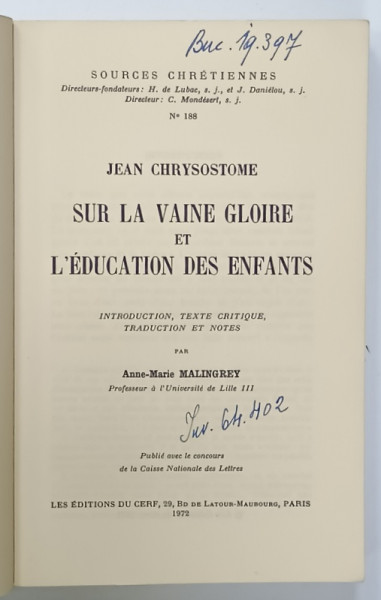 Buc. 19.397
SOURCES CHRÉTIENNES
Directeurs-fondateurs : H. de Lubac, s. j., et J. Daniélou, s. j.
Directeur : C. Mondésert, s. j.
Nº 188
JEAN CHRYSOSTOME
SUR LA VAINE GLOIRE
ET
L'ÉDUCATION DES ENFANTS
INTRODUCTION, TEXTE CRITIQUE,
TRADUCTION ET NOTES
PAR
Anne-Marie MALINGREY
Professeur à l'Université de Lille III
Inv. 64.402
Publié avec le concours
de la Caisse Nationale des Lettres
LES ÉDITIONS DU CERF, 29, BD DE LATOUR-MAUBOURG, PARIS
1972